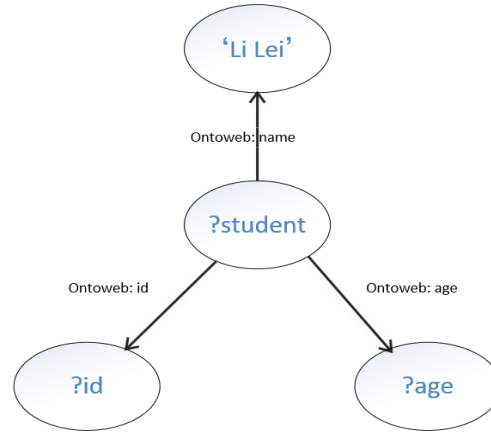 ‘Li Lei’
Ontoweb: name
?student
Ontoweb: id
Ontoweb: age
?id
?age